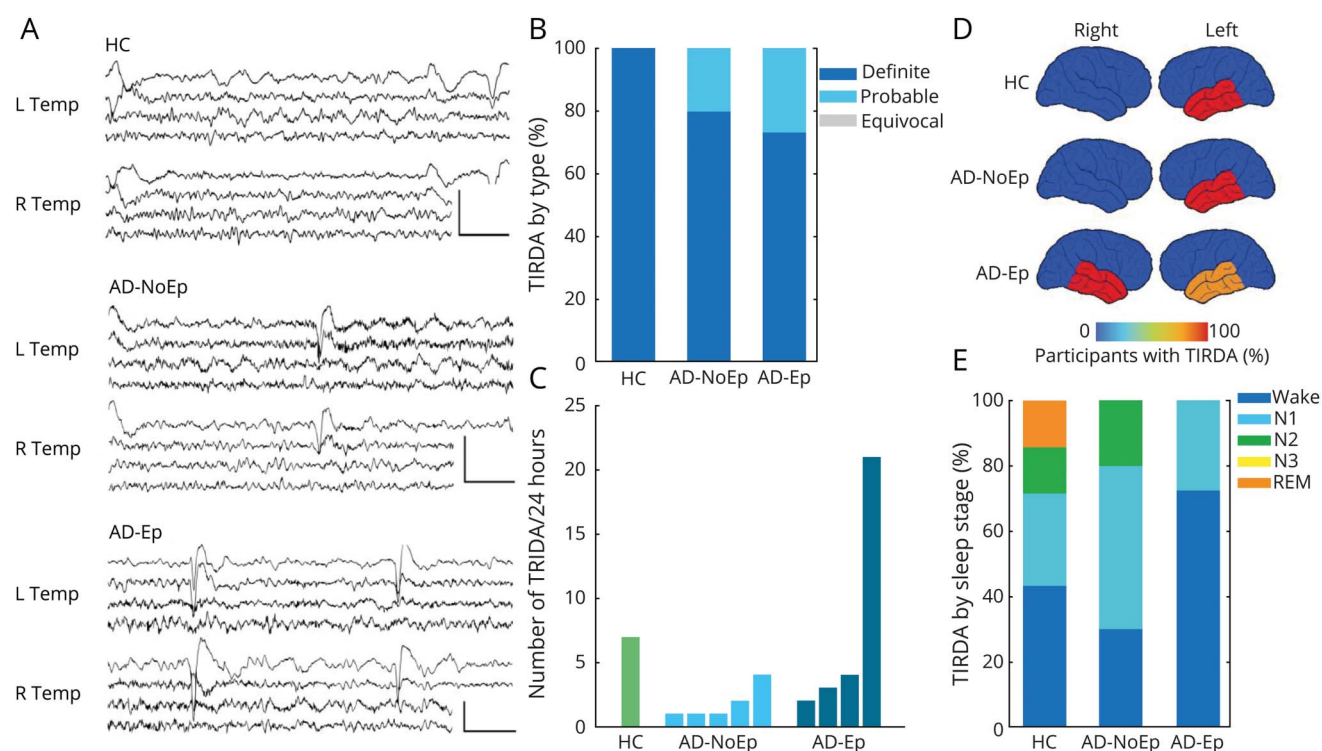 A
HC
L Temp
R Temp
AD-NoEp
L Temp
R Temp
AD-Ep
L Temp
R Temp
B
TIRDA by type (%)
100
80
60
40
20
0
HC AD-NoEp AD-Ep
Definite
Probable
Equivocal
C
Number of TRIDA/24 hours
25
20
15
10
5
0
HC AD-NoEp AD-Ep
D
Right Left
HC
AD-NoEp
AD-Ep
0 100
Participants with TIRDA (%)
E
TIRDA by sleep stage (%)
100
80
60
40
20
0
HC AD-NoEp AD-Ep
Wake
N1
N2
N3
REM